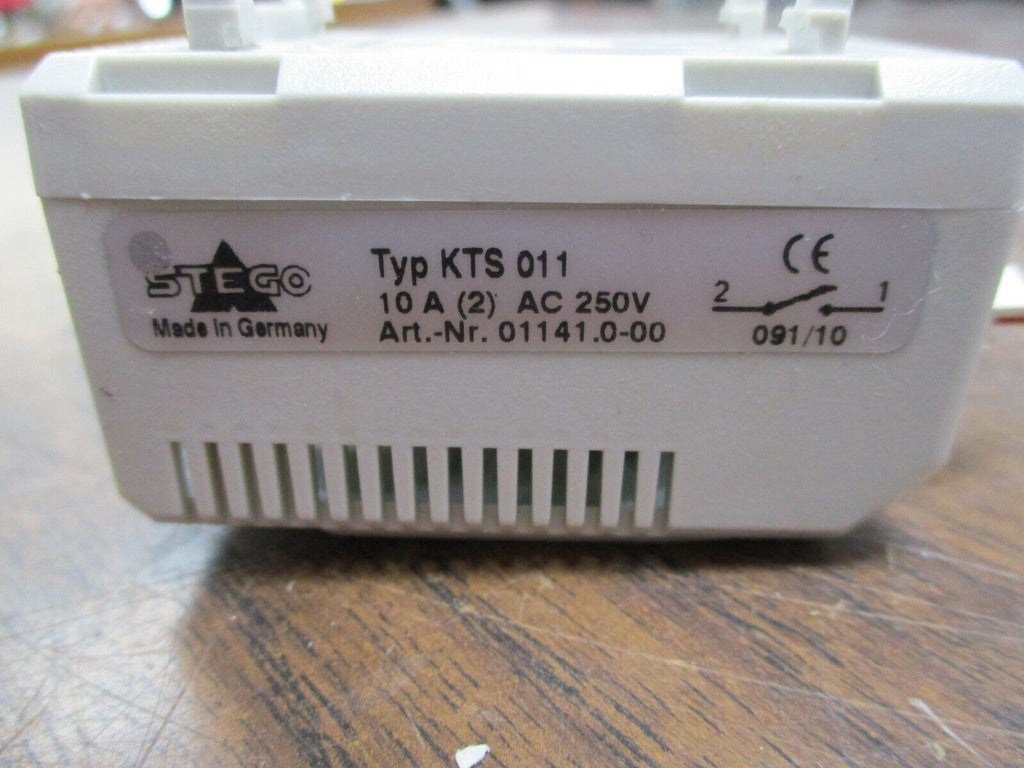 STEGO
Made in Germany
Typ KTS 011
10 A (2) AC 250V
Art.-Nr. 01141.0-00
CE
2 1
091/10